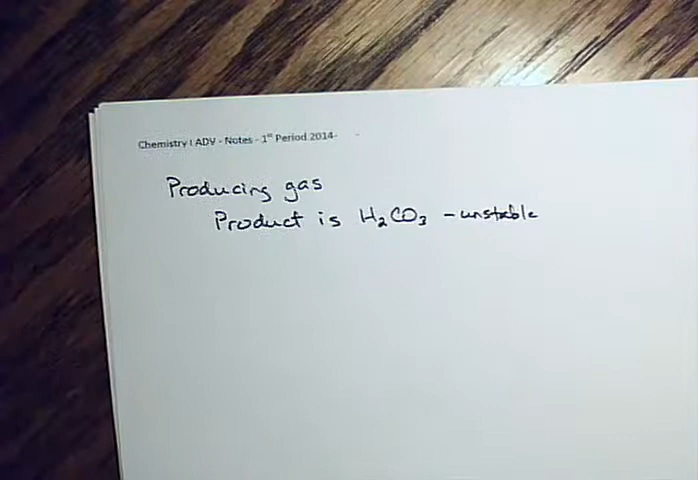 Chemistry I ADV - Notes - 1st Period 2014-
Producing gas
Product is H₂CO₃ - unstable